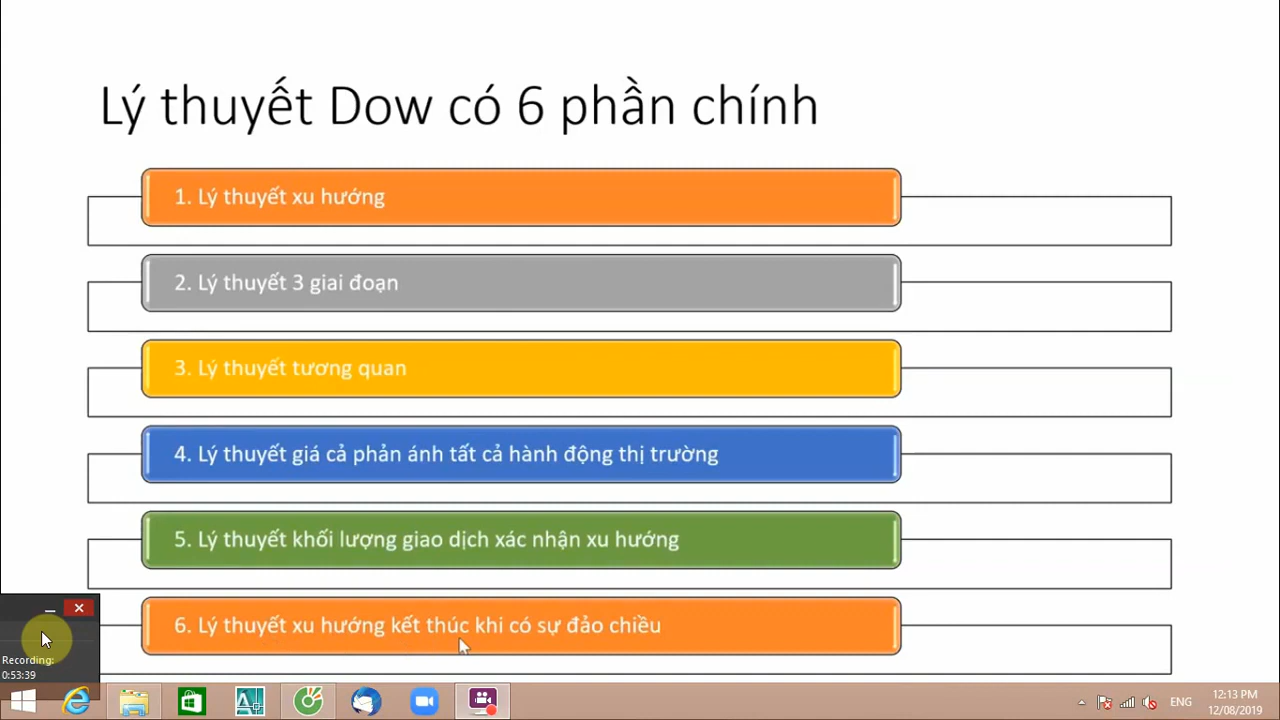 Lý thuyết Dow có 6 phần chính
1. Lý thuyết xu hướng
2. Lý thuyết 3 giai đoạn
3. Lý thuyết tương quan
4. Lý thuyết giá cả phản ánh tất cả hành động thị trường
5. Lý thuyết khối lượng giao dịch xác nhận xu hướng
6. Lý thuyết xu hướng kết thúc khi có sự đảo chiều
Recording:
0:53:39
ENG
12:13 PM
12/08/2019